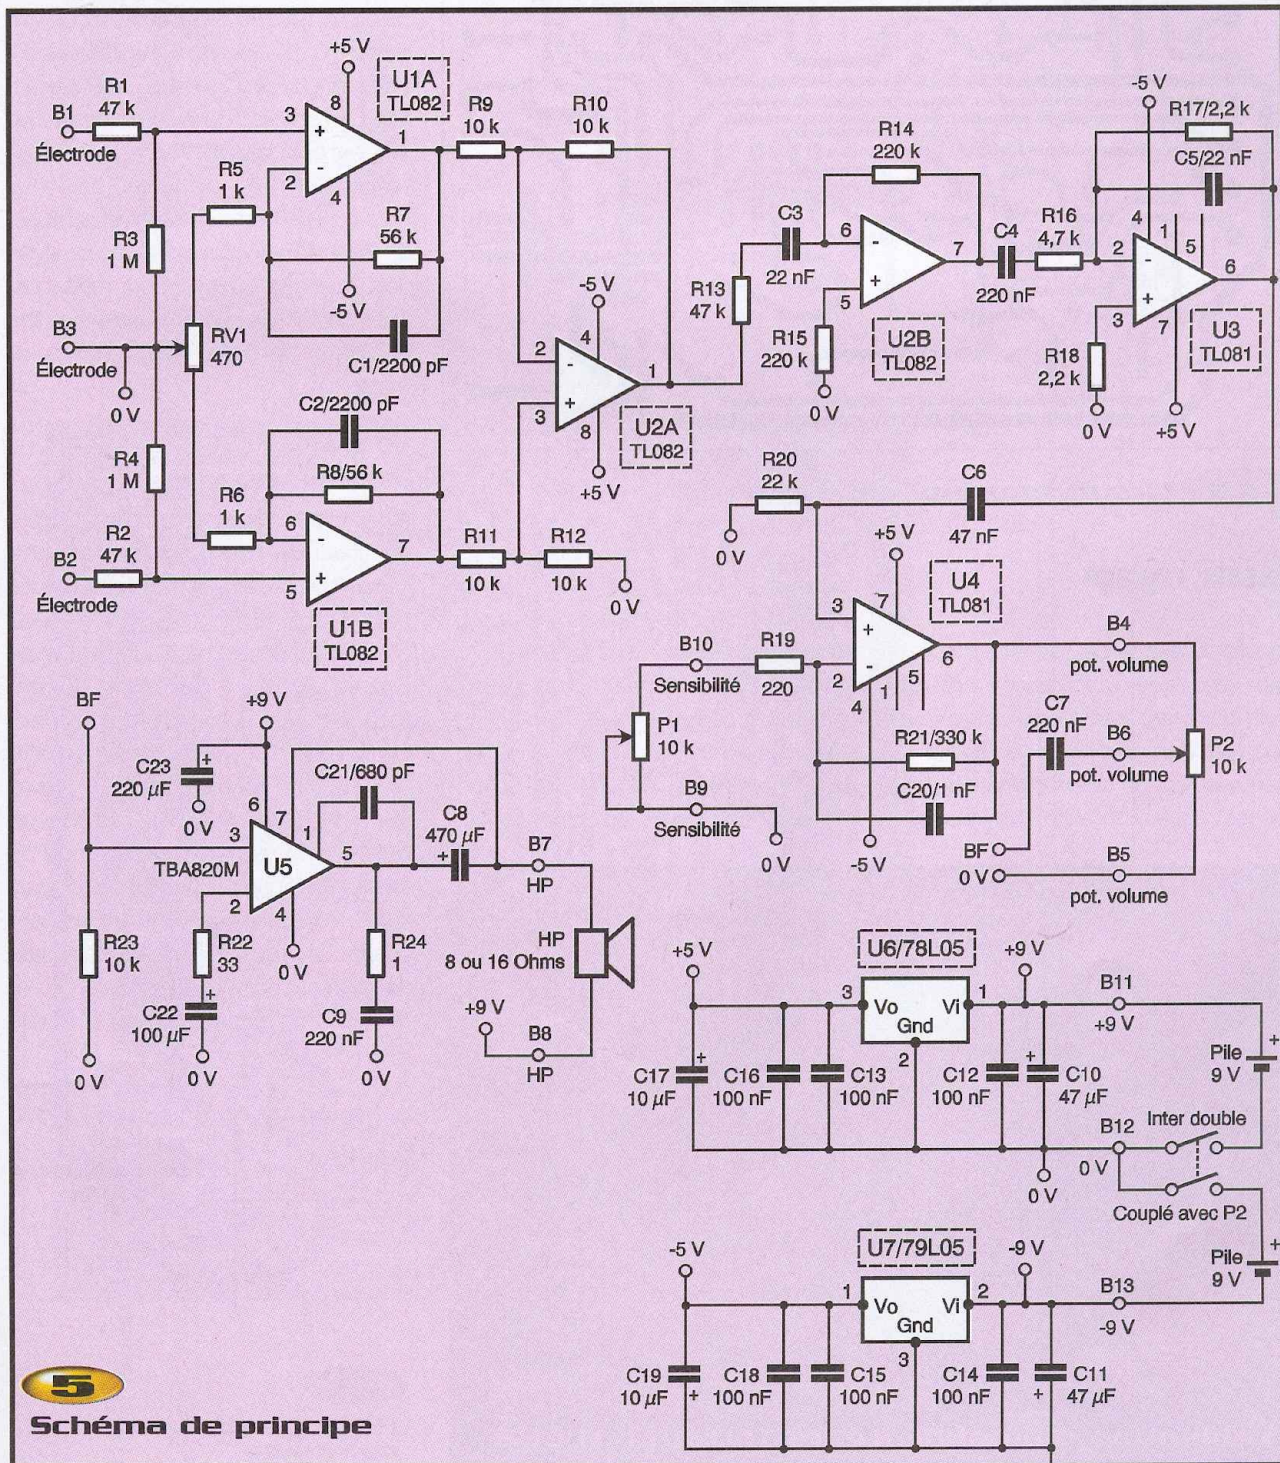 +5 V
U1A
TL082
R1
47 k
B1
Électrode
3
8
+
-
1
2
4
R9
10 k
R10
10 k
R5
1 k
R7
56 k
-5 V
C1/2200 pF
R3
1 M
B3
Électrode
0 V
RV1
470
C2/2200 pF
R4
1 M
R8/56 k
R6
1 k
R2
47 k
B2
Électrode
6
-
+
5
7
U1B
TL082
R11
10 k
R12
10 k
0 V
-5 V
2
4
-
+
1
3
8
U2A
TL082
+5 V
R14
220 k
C3
22 nF
R13
47 k
6
-
+
5
7
U2B
TL082
R15
220 k
0 V
C4
220 nF
R16
4,7 k
-5 V
R17/2,2 k
C5/22 nF
4
1
5
2
-
+
6
3
7
U3
TL081
R18
2,2 k
0 V
+5 V
R20
22 k
0 V
C6
47 nF
+5 V
U4
TL081
3
7
+
-
6
2
5
1
4
B10
Sensibilité
R19
220
P1
10 k
B9
Sensibilité
0 V
R21/330 k
C20/1 nF
-5 V
B4
pot. volume
C7
220 nF
B6
pot. volume
P2
10 k
BF
0 V
B5
pot. volume
BF
+9 V
C23
220 µF
+
0 V
C21/680 pF
6
7
1
3
TBA820M
U5
5
2
4
0 V
C8
470 µF
+
B7
HP
R23
10 k
0 V
R22
33
C22
100 µF
+
0 V
R24
1
C9
220 nF
0 V
HP
8 ou 16 Ohms
+9 V
B8
HP
+5 V
U6/78L05
+9 V
3
Vo
Vi
1
Gnd
2
B11
+9 V
C17
10 µF
+
C16
100 nF
C13
100 nF
C12
100 nF
+
C10
47 µF
Pile
9 V
+
B12
0 V
Inter double
0 V
Couplé avec P2
-5 V
U7/79L05
-9 V
1
Vo
Vi
2
Gnd
3
B13
-9 V
Pile
9 V
+
C19
10 µF
+
C18
100 nF
C15
100 nF
C14
100 nF
+
C11
47 µF
5
Schéma de principe